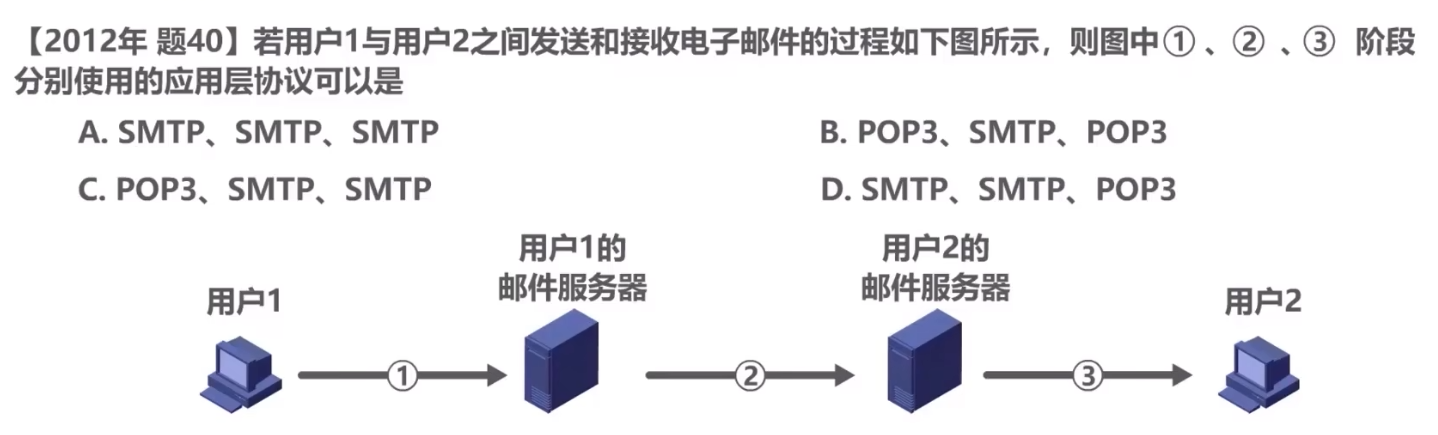 【2012年 题40】若用户1与用户2之间发送和接收电子邮件的过程如下图所示，则图中①、②、③ 阶段
分别使用的应用层协议可以是
A. SMTP、SMTP、SMTP
B. POP3、SMTP、POP3
C. POP3、SMTP、SMTP
D. SMTP、SMTP、POP3
用户1
用户1的
邮件服务器
用户2的
邮件服务器
用户2
①
②
③